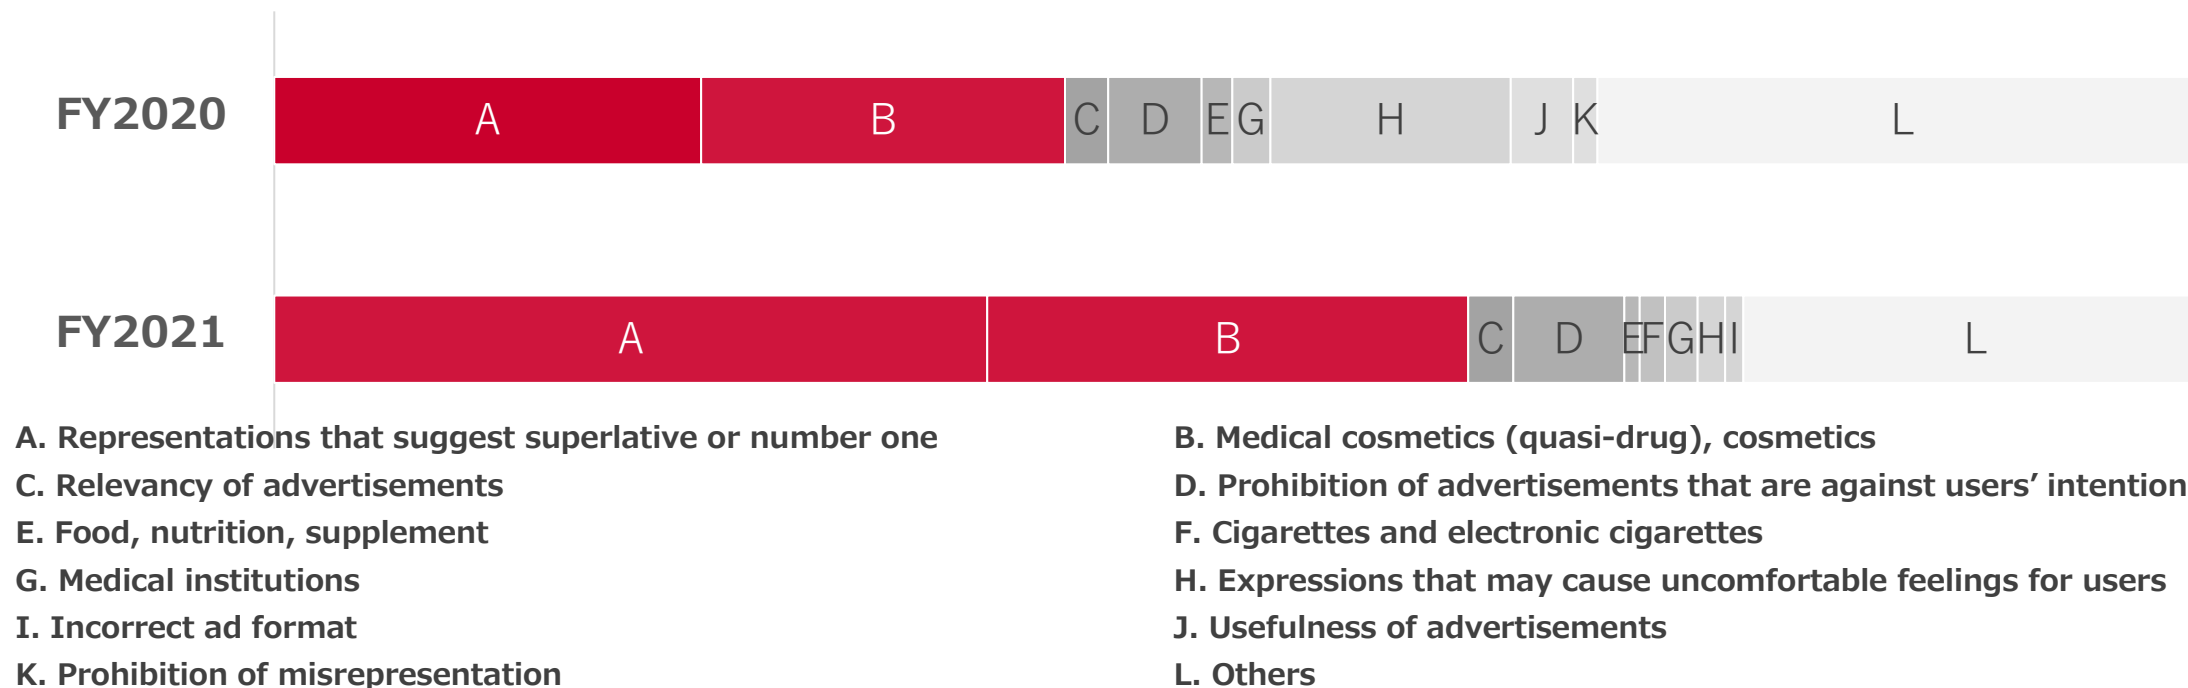 FY2020
A B C D E G H J K L
FY2021
A B C D E F G H I L
A. Representations that suggest superlative or number one
B. Medical cosmetics (quasi-drug), cosmetics
C. Relevancy of advertisements
D. Prohibition of advertisements that are against users’ intention
E. Food, nutrition, supplement
F. Cigarettes and electronic cigarettes
G. Medical institutions
H. Expressions that may cause uncomfortable feelings for users
I. Incorrect ad format
J. Usefulness of advertisements
K. Prohibition of misrepresentation
L. Others